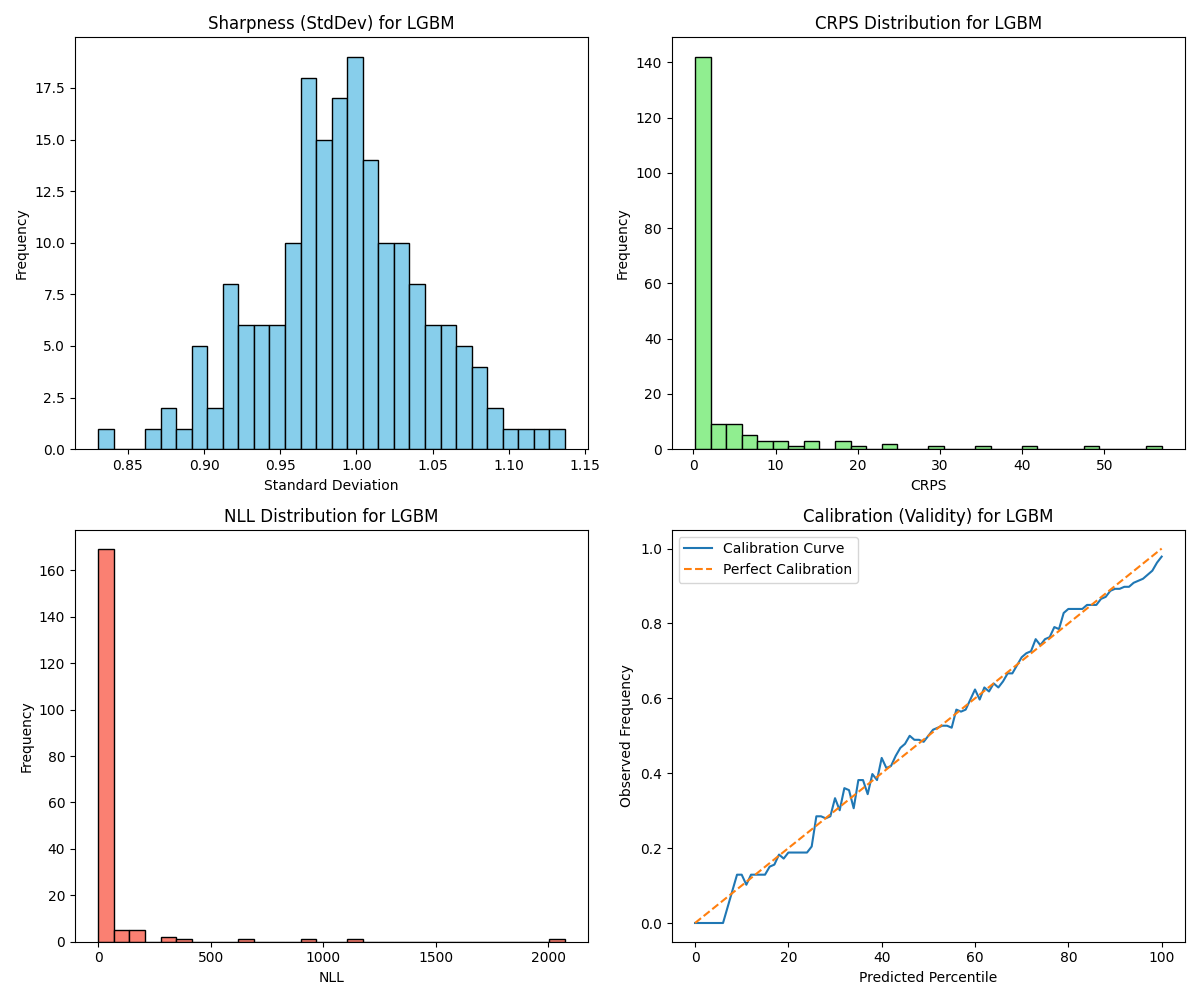 Sharpness (StdDev) for LGBM
Frequency
17.5
15.0
12.5
10.0
7.5
5.0
2.5
0.0
0.85 0.90 0.95 1.00 1.05 1.10 1.15
Standard Deviation
CRPS Distribution for LGBM
Frequency
140
120
100
80
60
40
20
0
0 10 20 30 40 50
CRPS
NLL Distribution for LGBM
Frequency
160
140
120
100
80
60
40
20
0
0 500 1000 1500 2000
NLL
Calibration (Validity) for LGBM
Calibration Curve
Perfect Calibration
Observed Frequency
1.0
0.8
0.6
0.4
0.2
0.0
0 20 40 60 80 100
Predicted Percentile